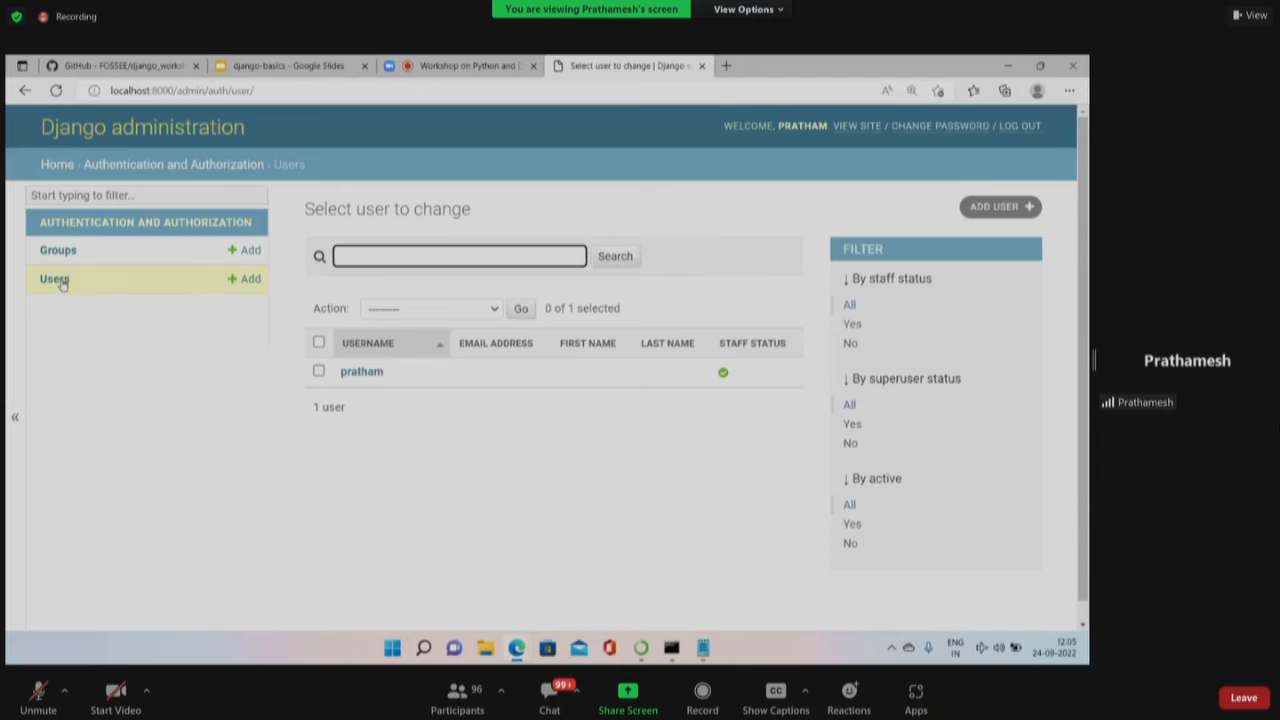 Recording
You are viewing Prathamesh's screen
View Options
View
GitHub - FOSSEE/django_works
django-basics - Google Slides
Workshop on Python and D
Select user to change | Django s
localhost:8000/admin/auth/user/
Django administration
WELCOME, PRATHAM. VIEW SITE / CHANGE PASSWORD / LOG OUT
Home › Authentication and Authorization › Users
Start typing to filter...
AUTHENTICATION AND AUTHORIZATION
Groups
+ Add
Users
+ Add
Select user to change
ADD USER +
Search
Action:
---------
Go
0 of 1 selected
USERNAME
EMAIL ADDRESS
FIRST NAME
LAST NAME
STAFF STATUS
pratham
1 user
FILTER
↓ By staff status
All
Yes
No
↓ By superuser status
All
Yes
No
↓ By active
All
Yes
No
Prathamesh
Prathamesh
ENG
IN
12:05
24-09-2022
Unmute
Start Video
96
Participants
99+
Chat
Share Screen
Record
CC
Show Captions
Reactions
Apps
Leave